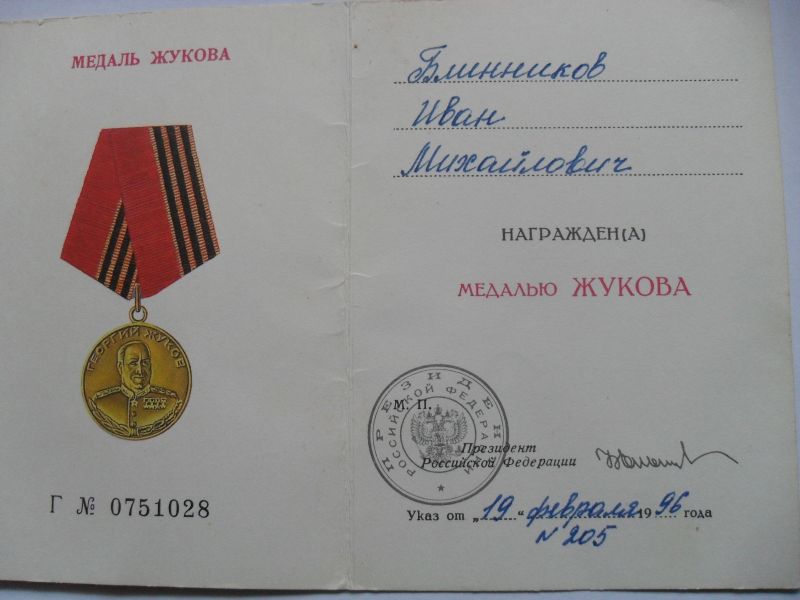 МЕДАЛЬ ЖУКОВА
ГЕОРГИЙ ЖУКОВ
Г № 0751028
Блинников
Иван
Михайлович
НАГРАЖДЕН(А)
МЕДАЛЬЮ ЖУКОВА
ПРЕЗИДЕНТ
РОССИЙСКОЙ ФЕДЕРАЦИИ
М. П.
Президент
Российской Федерации
Указ от „19“ февраля 1996 года
N 205